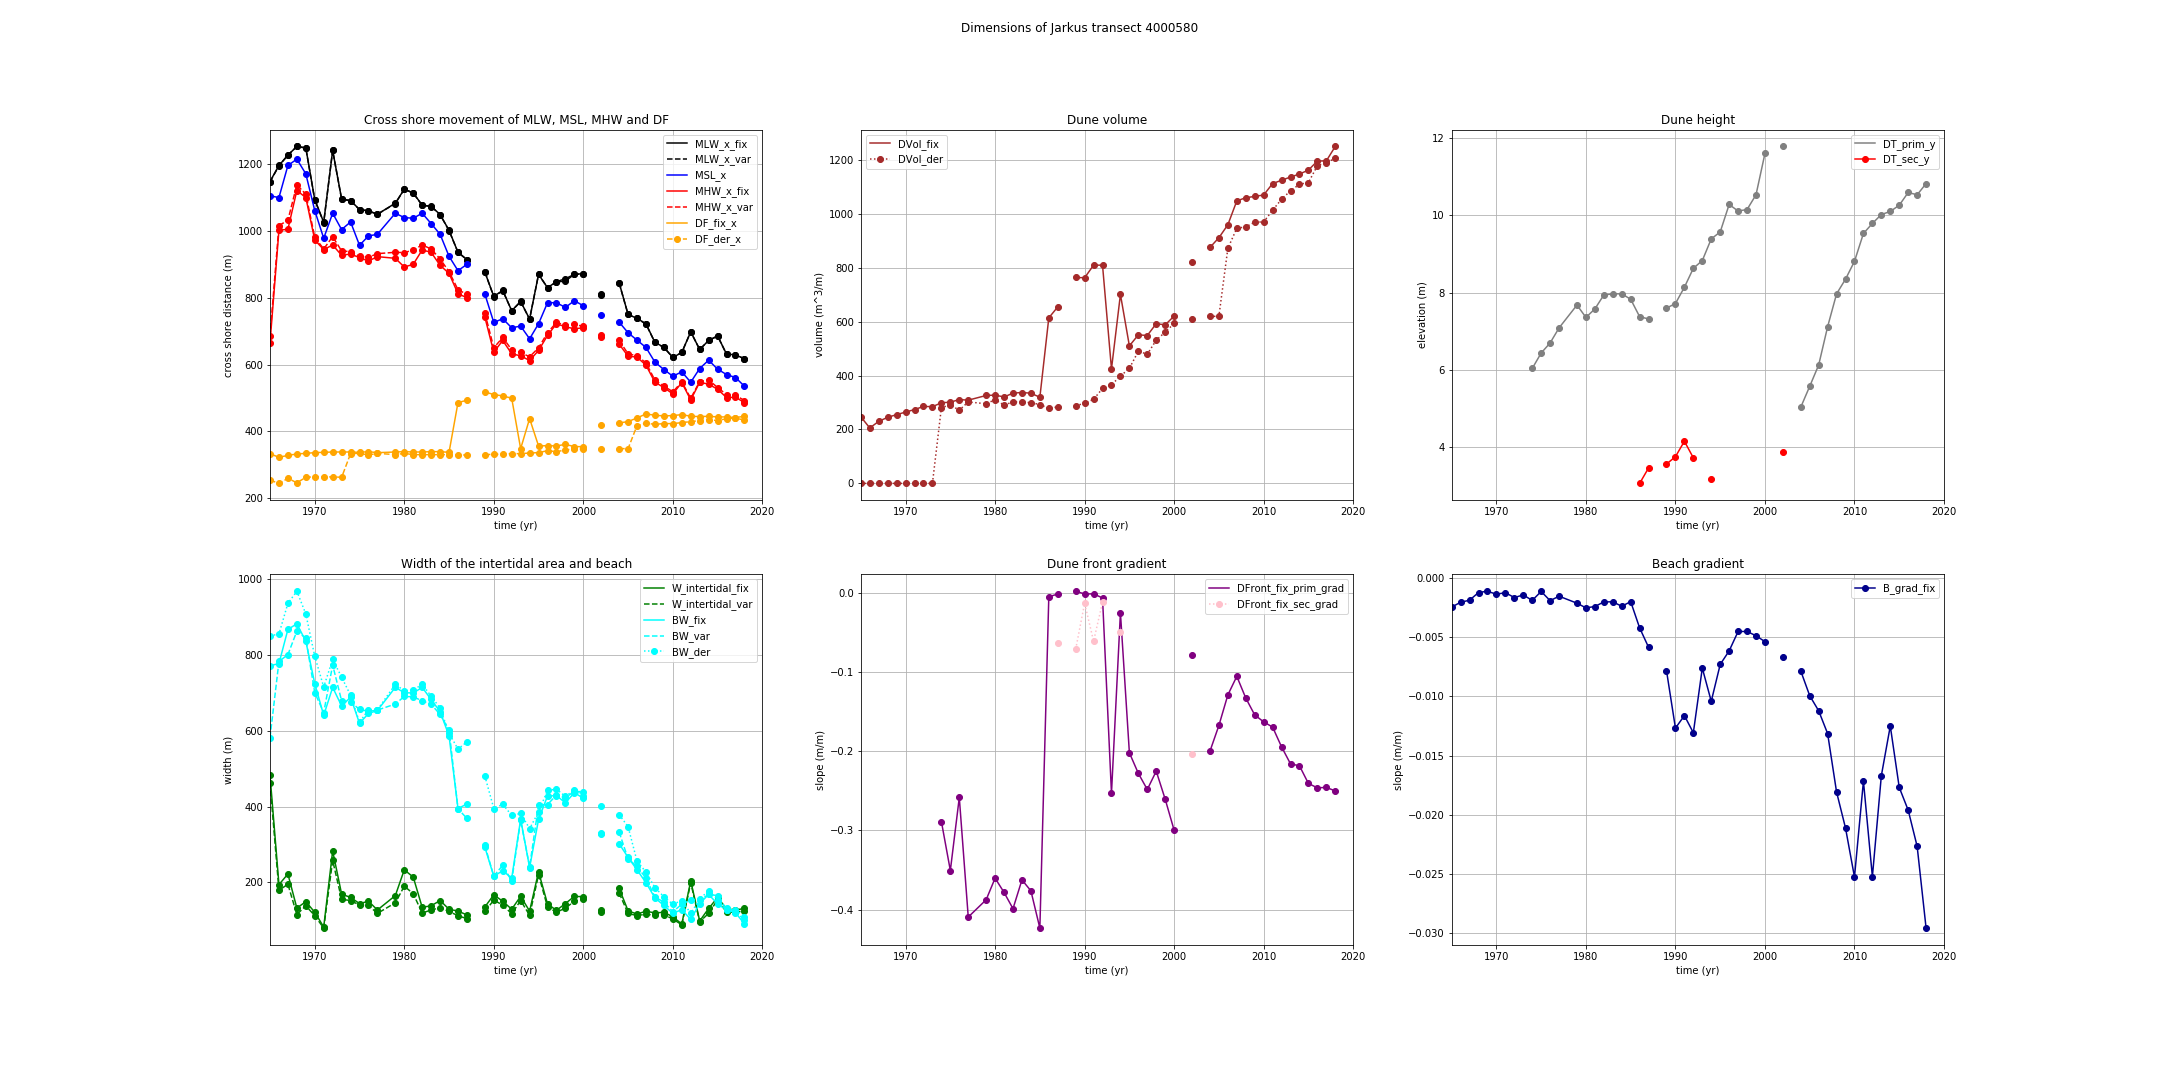 Dimensions of Jarkus transect 4000580
Cross shore movement of MLW, MSL, MHW and DF
cross shore distance (m)
1200
1000
800
600
400
200
MLW_x_fix
MLW_x_var
MSL_x
MHW_x_fix
MHW_x_var
DF_fix_x
DF_der_x
1970 1980 1990 2000 2010 2020
time (yr)
Dune volume
volume (m^3/m)
1200
1000
800
600
400
200
0
DVol_fix
DVol_der
1970 1980 1990 2000 2010 2020
time (yr)
Dune height
elevation (m)
12
10
8
6
4
DT_prim_y
DT_sec_y
1970 1980 1990 2000 2010 2020
time (yr)
Width of the intertidal area and beach
width (m)
1000
800
600
400
200
W_intertidal_fix
W_intertidal_var
BW_fix
BW_var
BW_der
1970 1980 1990 2000 2010 2020
time (yr)
Dune front gradient
slope (m/m)
0.0
−0.1
−0.2
−0.3
−0.4
DFront_fix_prim_grad
DFront_fix_sec_grad
1970 1980 1990 2000 2010 2020
time (yr)
Beach gradient
slope (m/m)
0.000
−0.005
−0.010
−0.015
−0.020
−0.025
−0.030
B_grad_fix
1970 1980 1990 2000 2010 2020
time (yr)